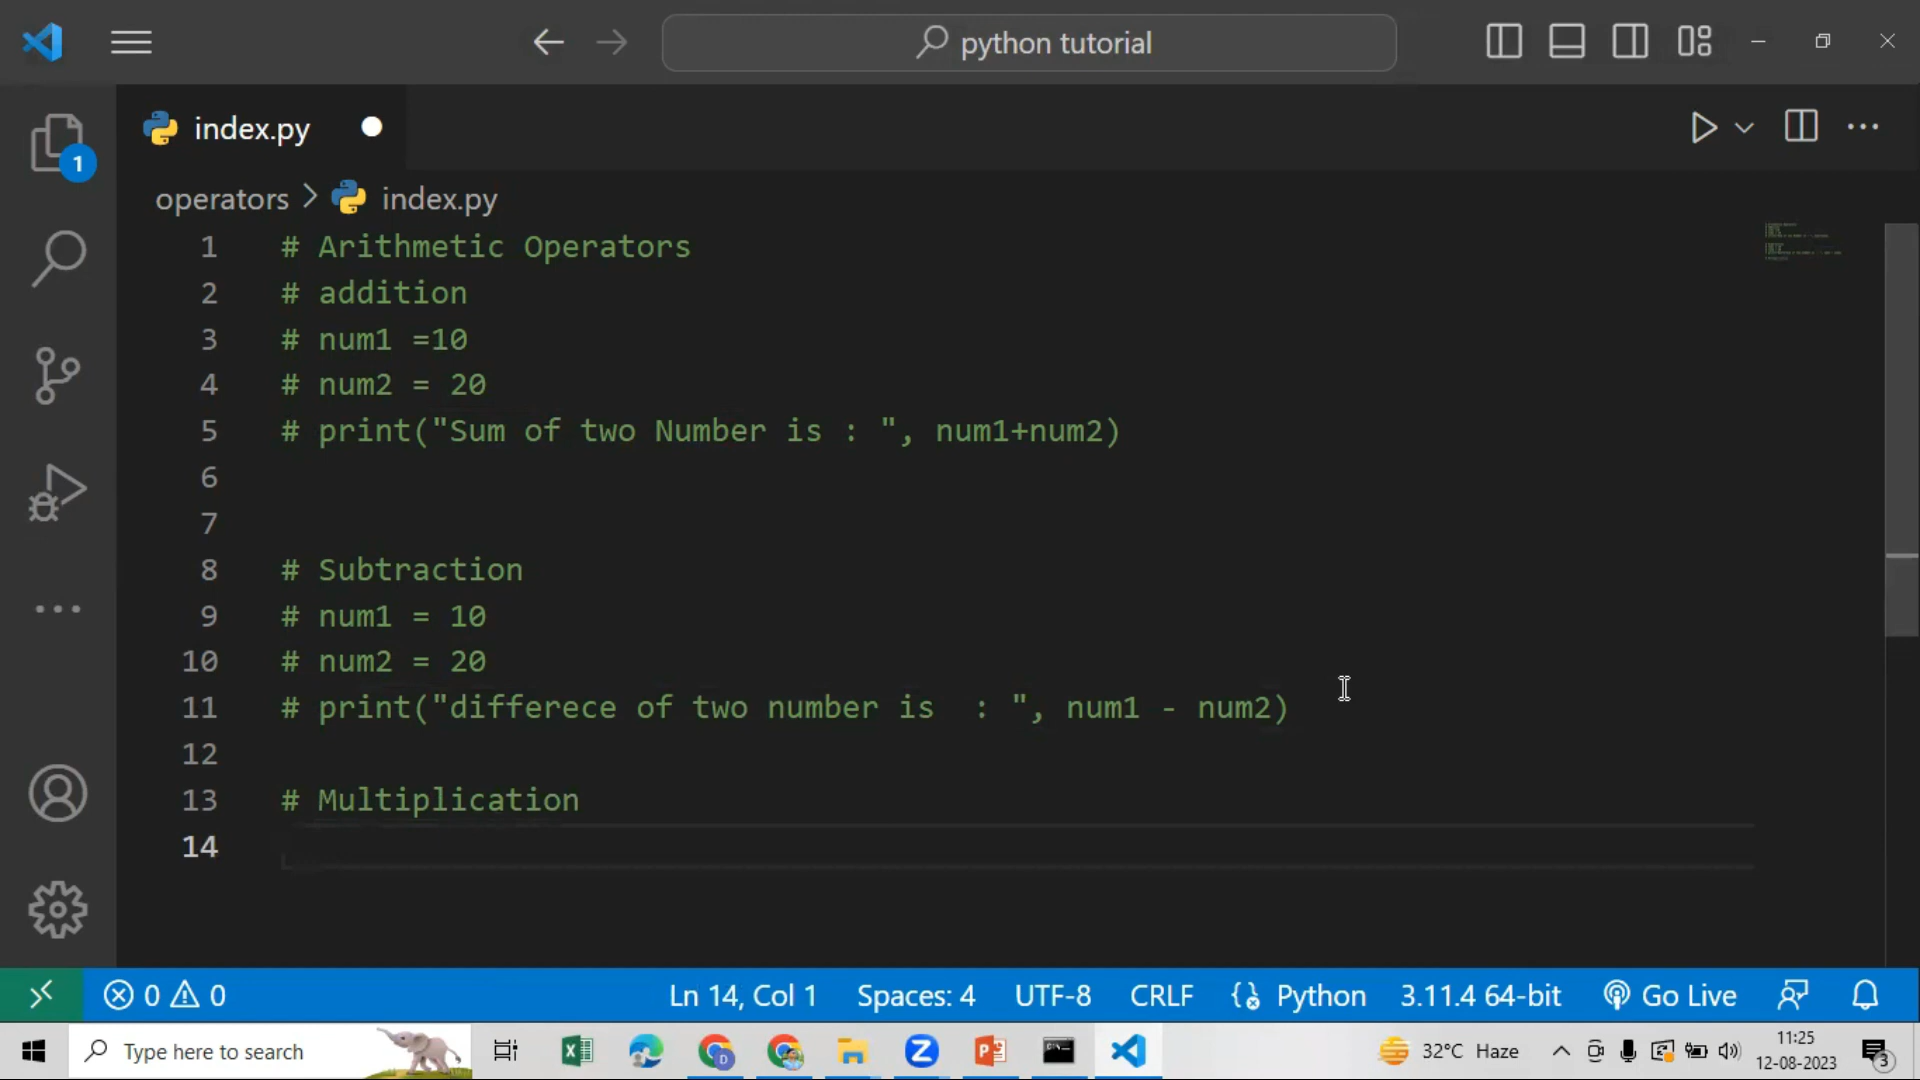 python tutorial
index.py
1
operators > index.py
1 # Arithmetic Operators
2 # addition
3 # num1 =10
4 # num2 = 20
5 # print("Sum of two Number is : ", num1+num2)
6
7
8 # Subtraction
9 # num1 = 10
10 # num2 = 20
11 # print("differece of two number is  : ", num1 - num2)
12
13 # Multiplication
14
0 0 Ln 14, Col 1 Spaces: 4 UTF-8 CRLF Python 3.11.4 64-bit Go Live
Type here to search 32°C Haze 11:25
12-08-2023 3